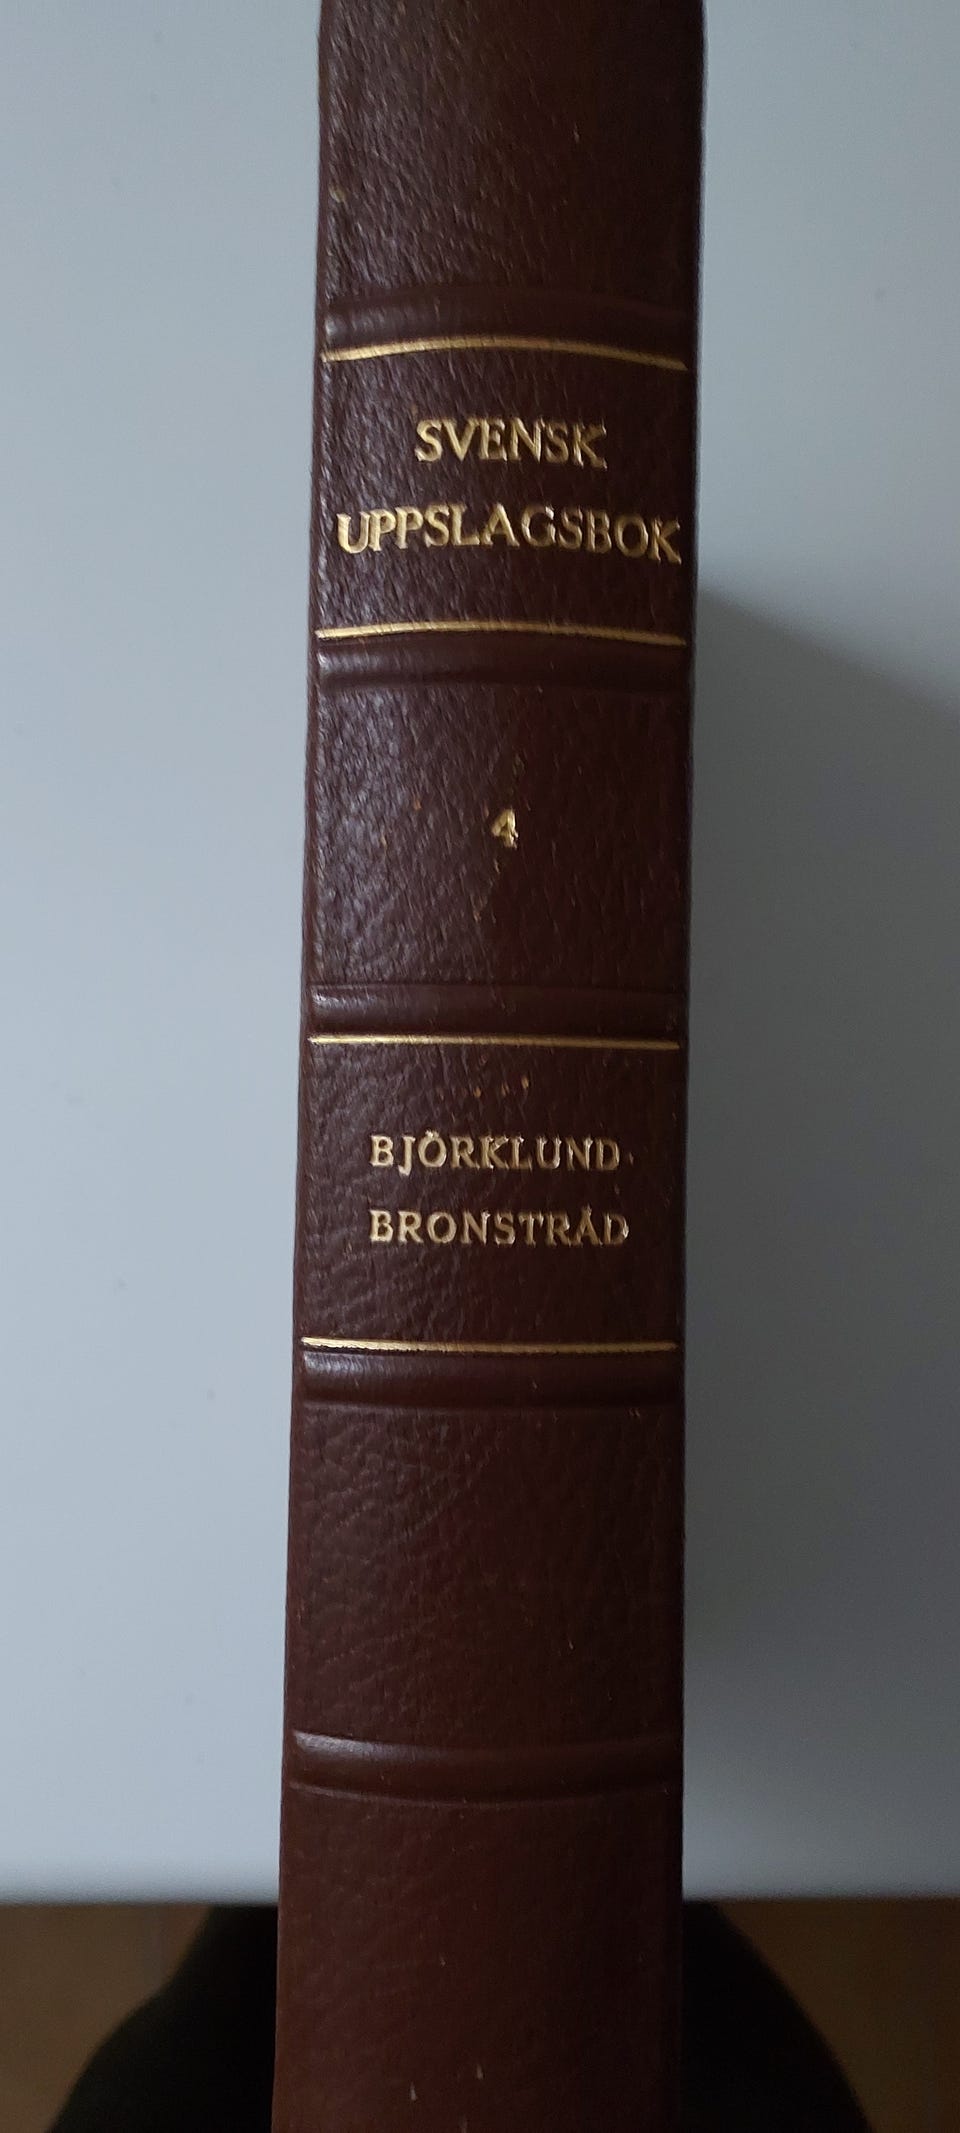 SVENSK
UPPSLAGSBOK
4
BJÖRKLUND-
BRONSTRÅD